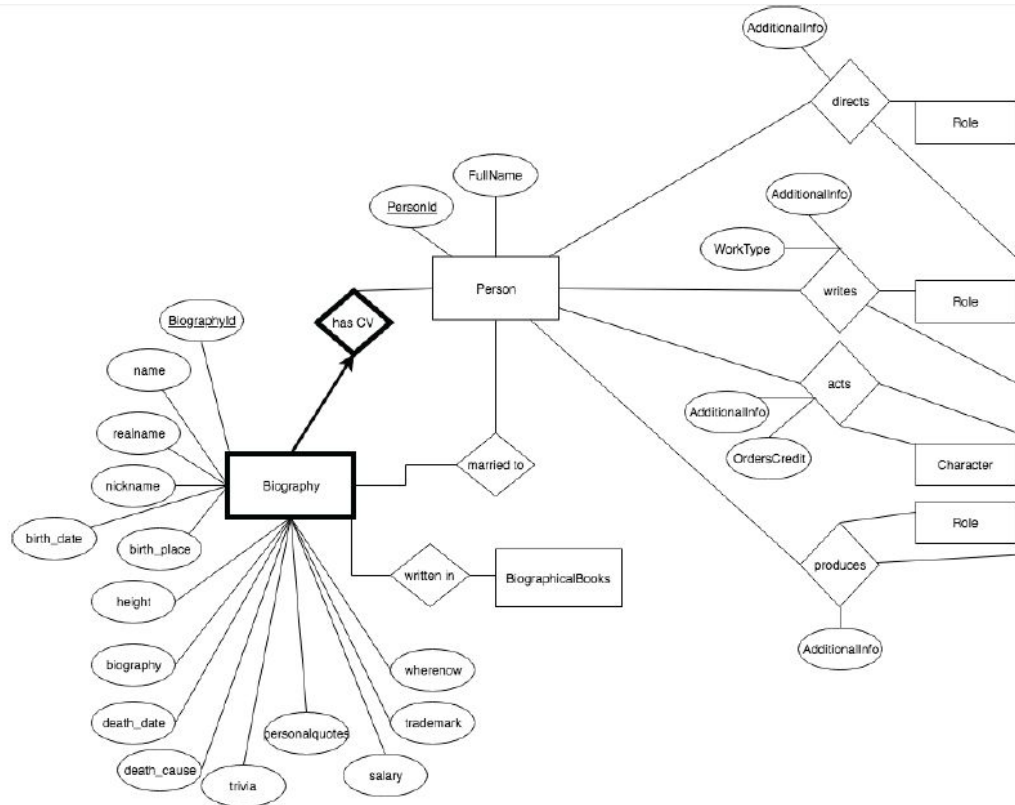 AdditionalInfo
directs
Role
FullName
PersonId
AdditionalInfo
WorkType
Person
writes
Role
has CV
BiographyId
name
acts
AdditionalInfo
realname
OrdersCredit
married to
Character
nickname
Biography
Role
birth_date
birth_place
written in
BiographicalBooks
produces
height
AdditionalInfo
biography
wherenow
death_date
trademark
personalquotes
death_cause
salary
trivia